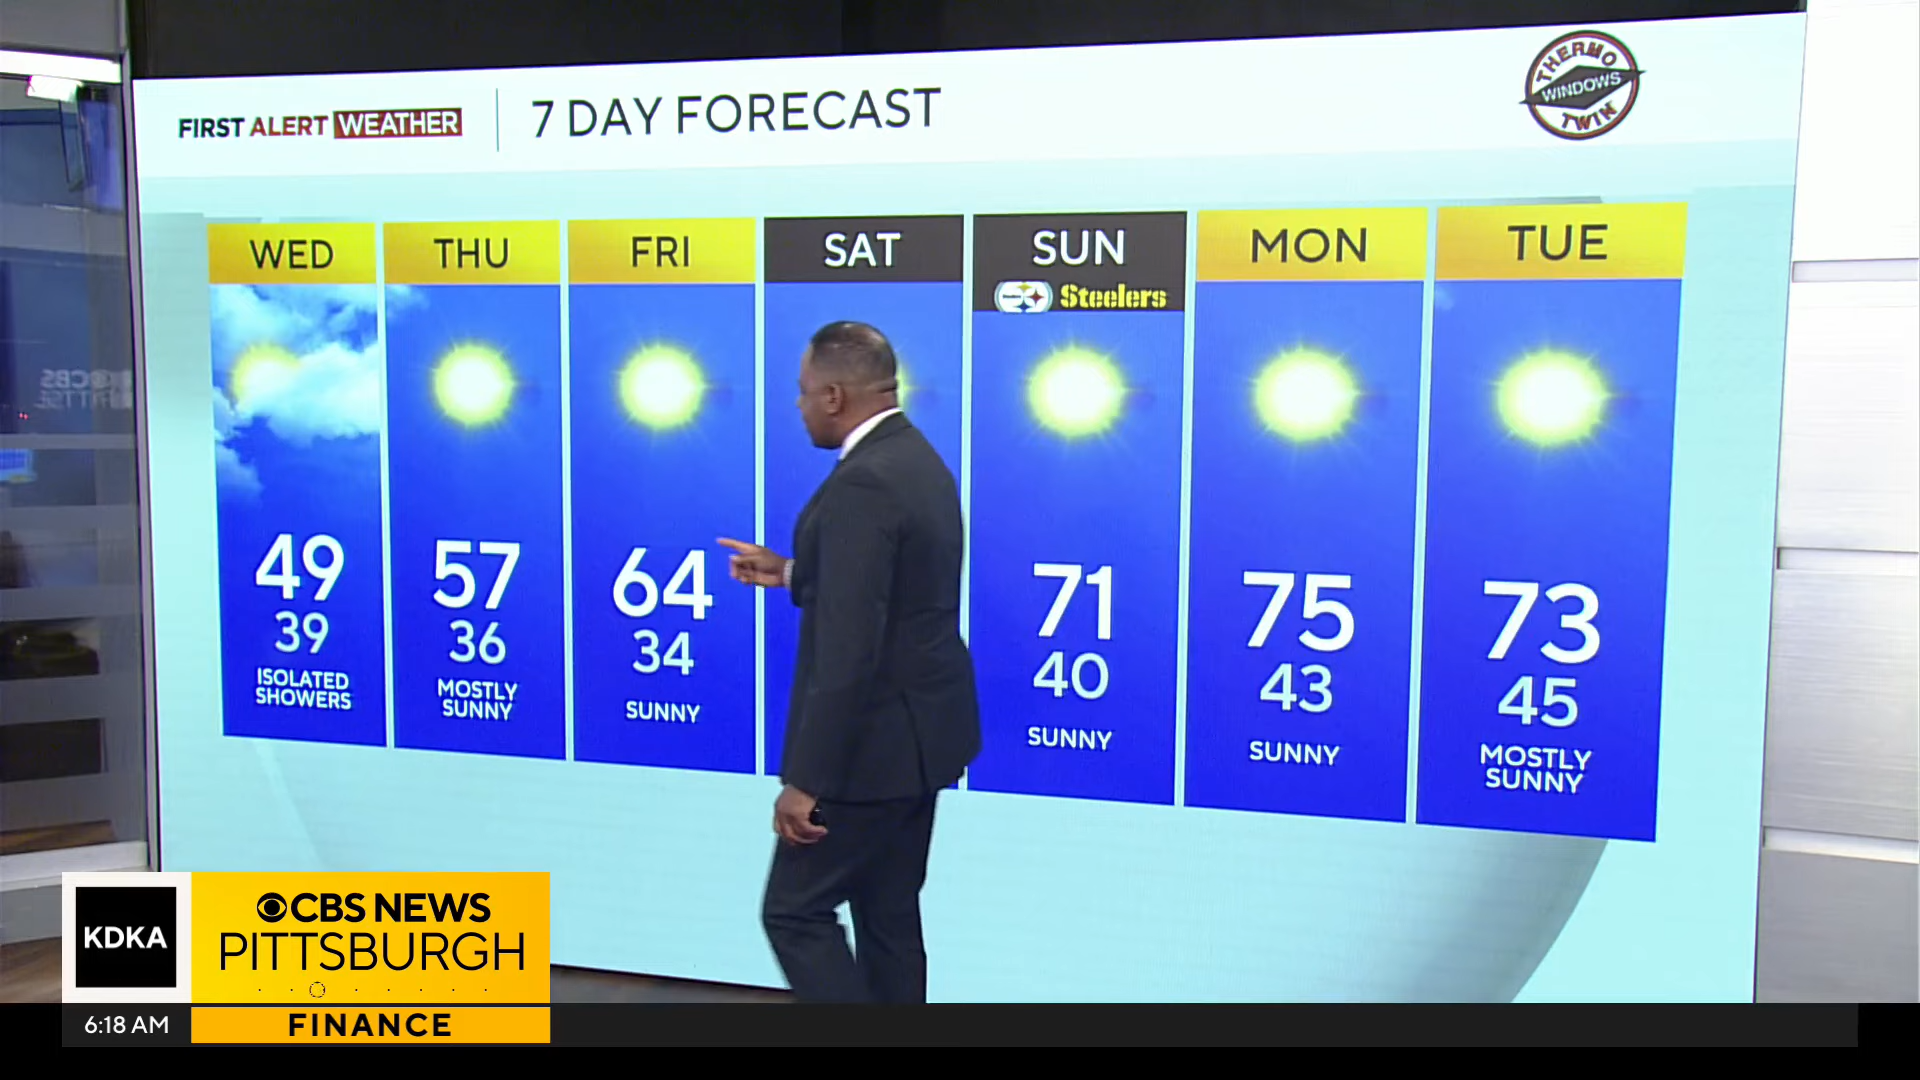 FIRST ALERT WEATHER
7 DAY FORECAST
THERMO
WINDOWS
TWIN
WED
THU
FRI
SAT
SUN
MON
TUE
Steelers
49
39
ISOLATED
SHOWERS
57
36
MOSTLY
SUNNY
64
34
SUNNY
71
40
SUNNY
75
43
SUNNY
73
45
MOSTLY
SUNNY
KDKA
CBS NEWS
PITTSBURGH
6:18 AM
FINANCE